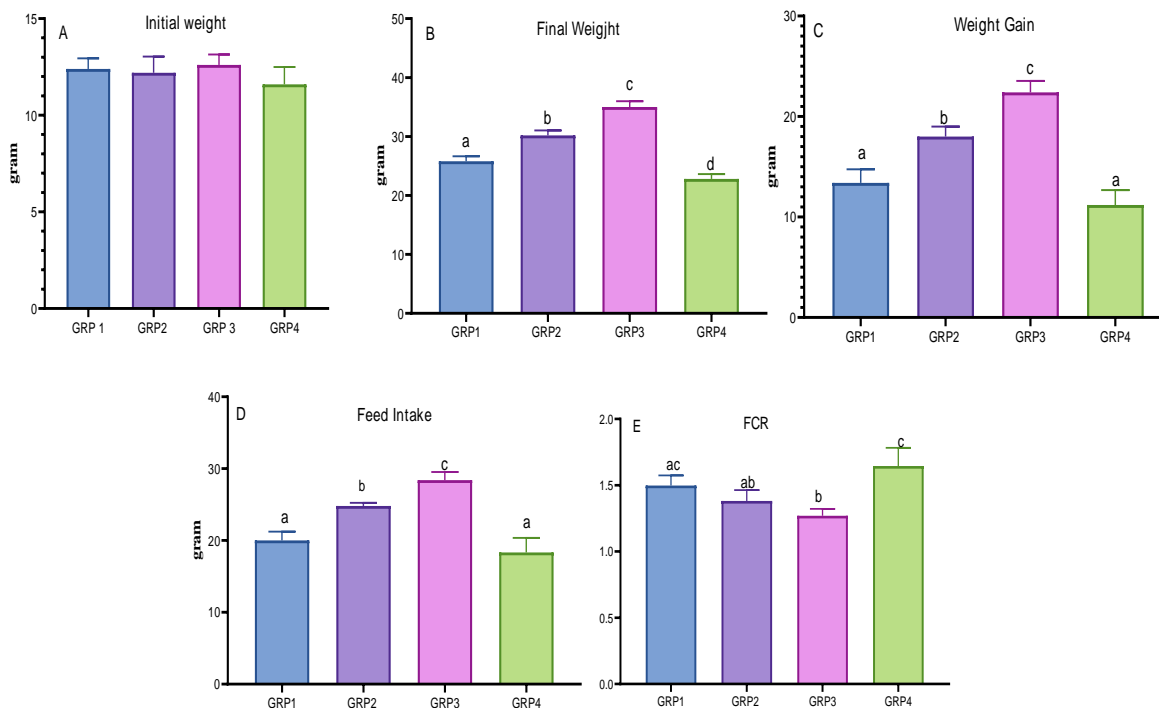 A
Initial weight
15
10
5
0
gram
GRP 1
GRP2
GRP 3
GRP4
B
Final Weigjht
50
40
30
20
10
0
gram
a
b
c
d
GRP1
GRP2
GRP3
GRP4
C
Weight Gain
30
20
10
0
gram
a
b
c
a
GRP1
GRP2
GRP3
GRP4
D
Feed Intake
40
30
20
10
0
gram
a
b
c
a
GRP1
GRP2
GRP3
GRP4
E
FCR
2.0
1.5
1.0
0.5
0.0
ac
ab
b
c
GRP1
GRP2
GRP3
GRP4